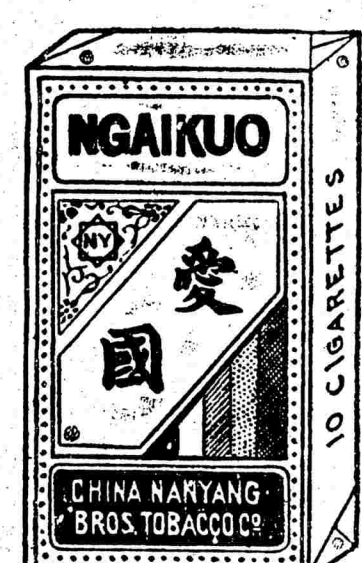 NGAIKUO
NY
愛
國
CHINA NANYANG
BROS. TOBACCO Cº
10 CIGARETTES